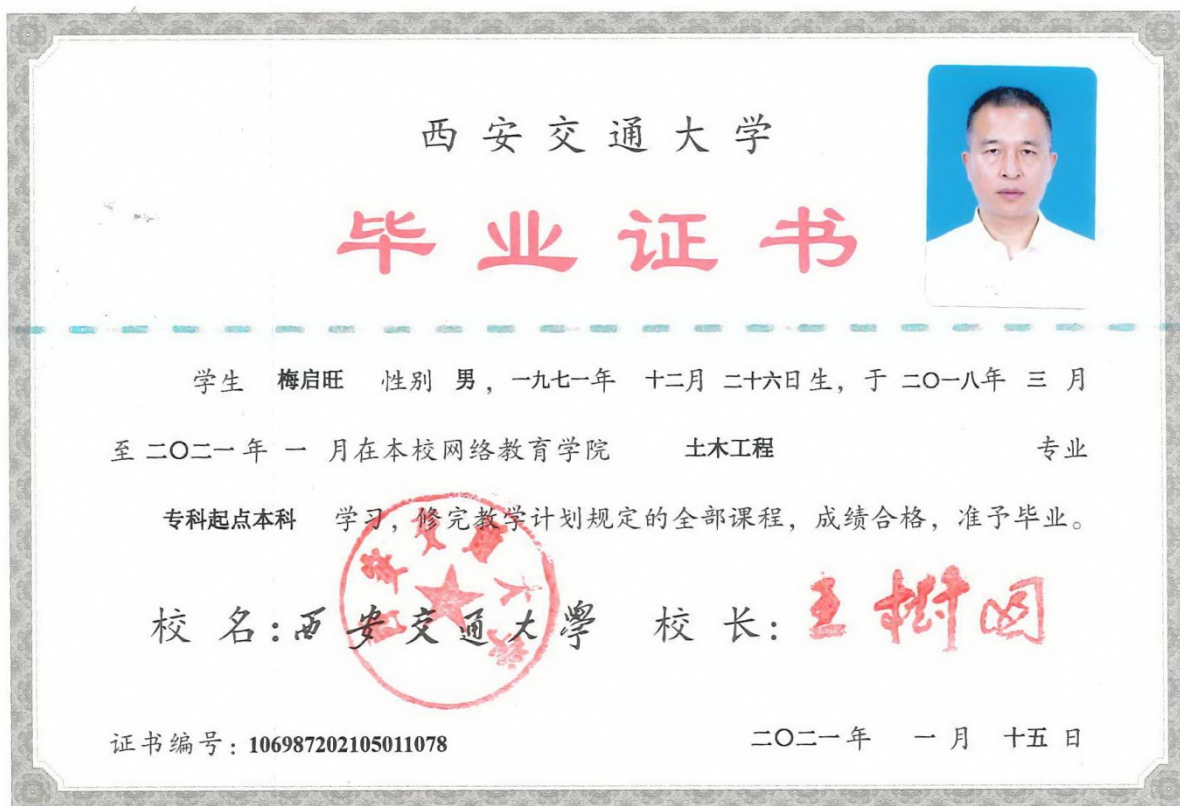 西安交通大学
毕业证书
学生 梅启旺 性别 男，一九七一年 十二月 二十六日生，于 二〇一八年 三 月
至 二〇二一 年 一 月在本校网络教育学院 土木工程 专业
专科起点本科 学习，修完教学计划规定的全部课程，成绩合格，准予毕业。
校 名：西安交通大學 校 长：王树国
证书编号：106987202105011078 二〇二一 年 一 月 十五 日